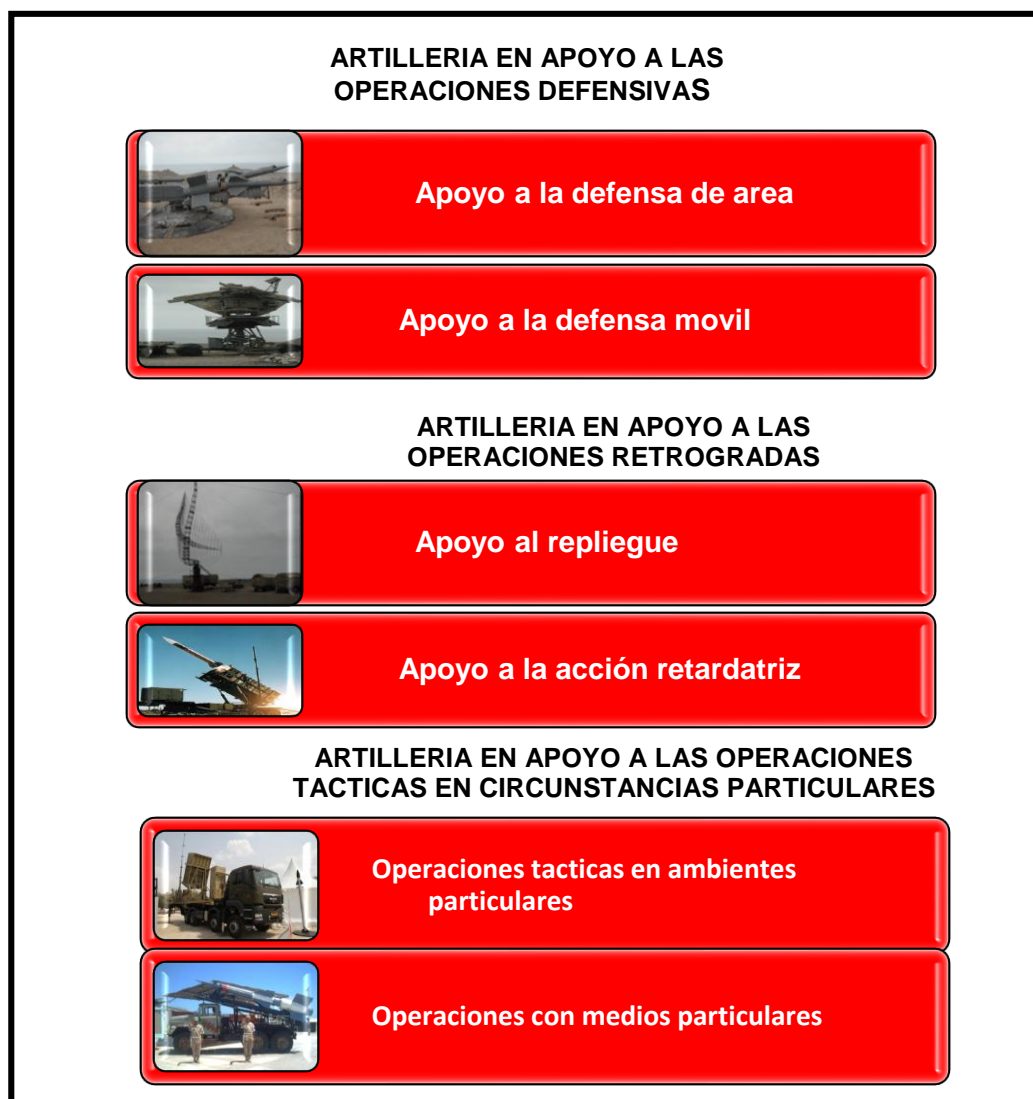 ARTILLERIA EN APOYO A LAS
OPERACIONES DEFENSIVAS
Apoyo a la defensa de area
Apoyo a la defensa movil
ARTILLERIA EN APOYO A LAS
OPERACIONES RETROGRADAS
Apoyo al repliegue
Apoyo a la acción retardatriz
ARTILLERIA EN APOYO A LAS OPERACIONES
TACTICAS EN CIRCUNSTANCIAS PARTICULARES
Operaciones tacticas en ambientes
particulares
Operaciones con medios particulares